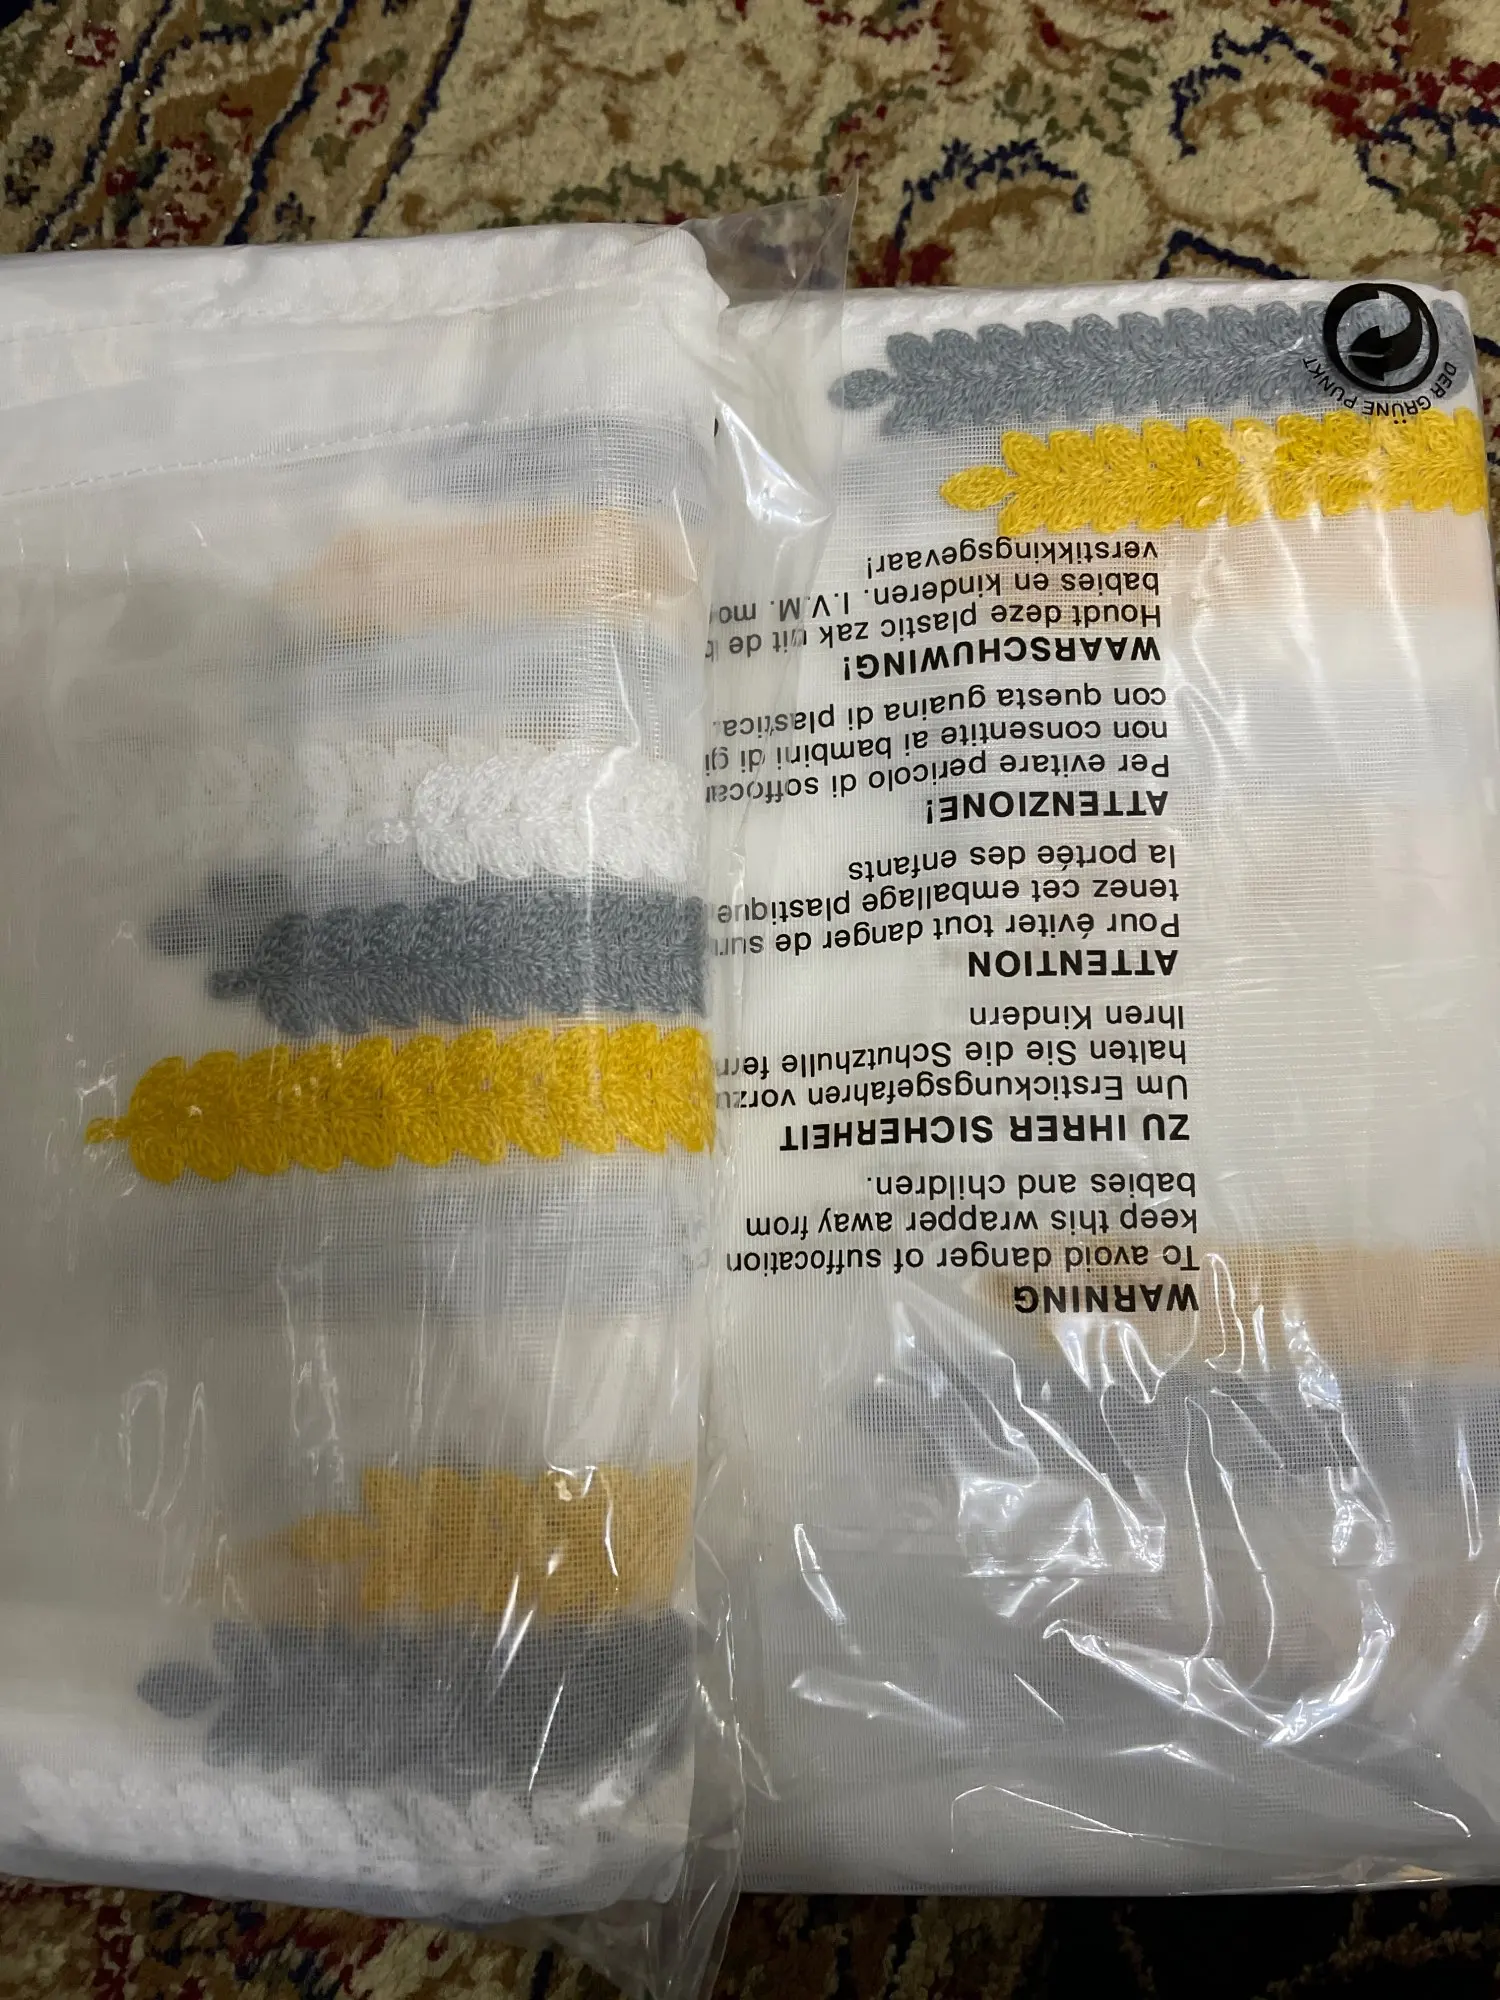 WARNING
To avoid danger of suffocation
keep this wrapper away from
babies and children.
ZU IHRER SICHERHEIT
Um Erstickungsgefahren vorzu
halten Sie die Schutzhulle fern
Ihren Kindern
ATTENTION
Pour éviter tout danger de
tenez cet emballage plastique
la portée des enfants
ATTENZIONE!
Per evitare pericolo di soffocar
non consentite ai bambini di gi
con questa guaina di plastica.
WAARSCHUWING!
Houdt deze plastic zak uit de b
babies en kinderen. I.V.M. mo
verstikkingsgevaar!
DER GRÜNE PUNKT